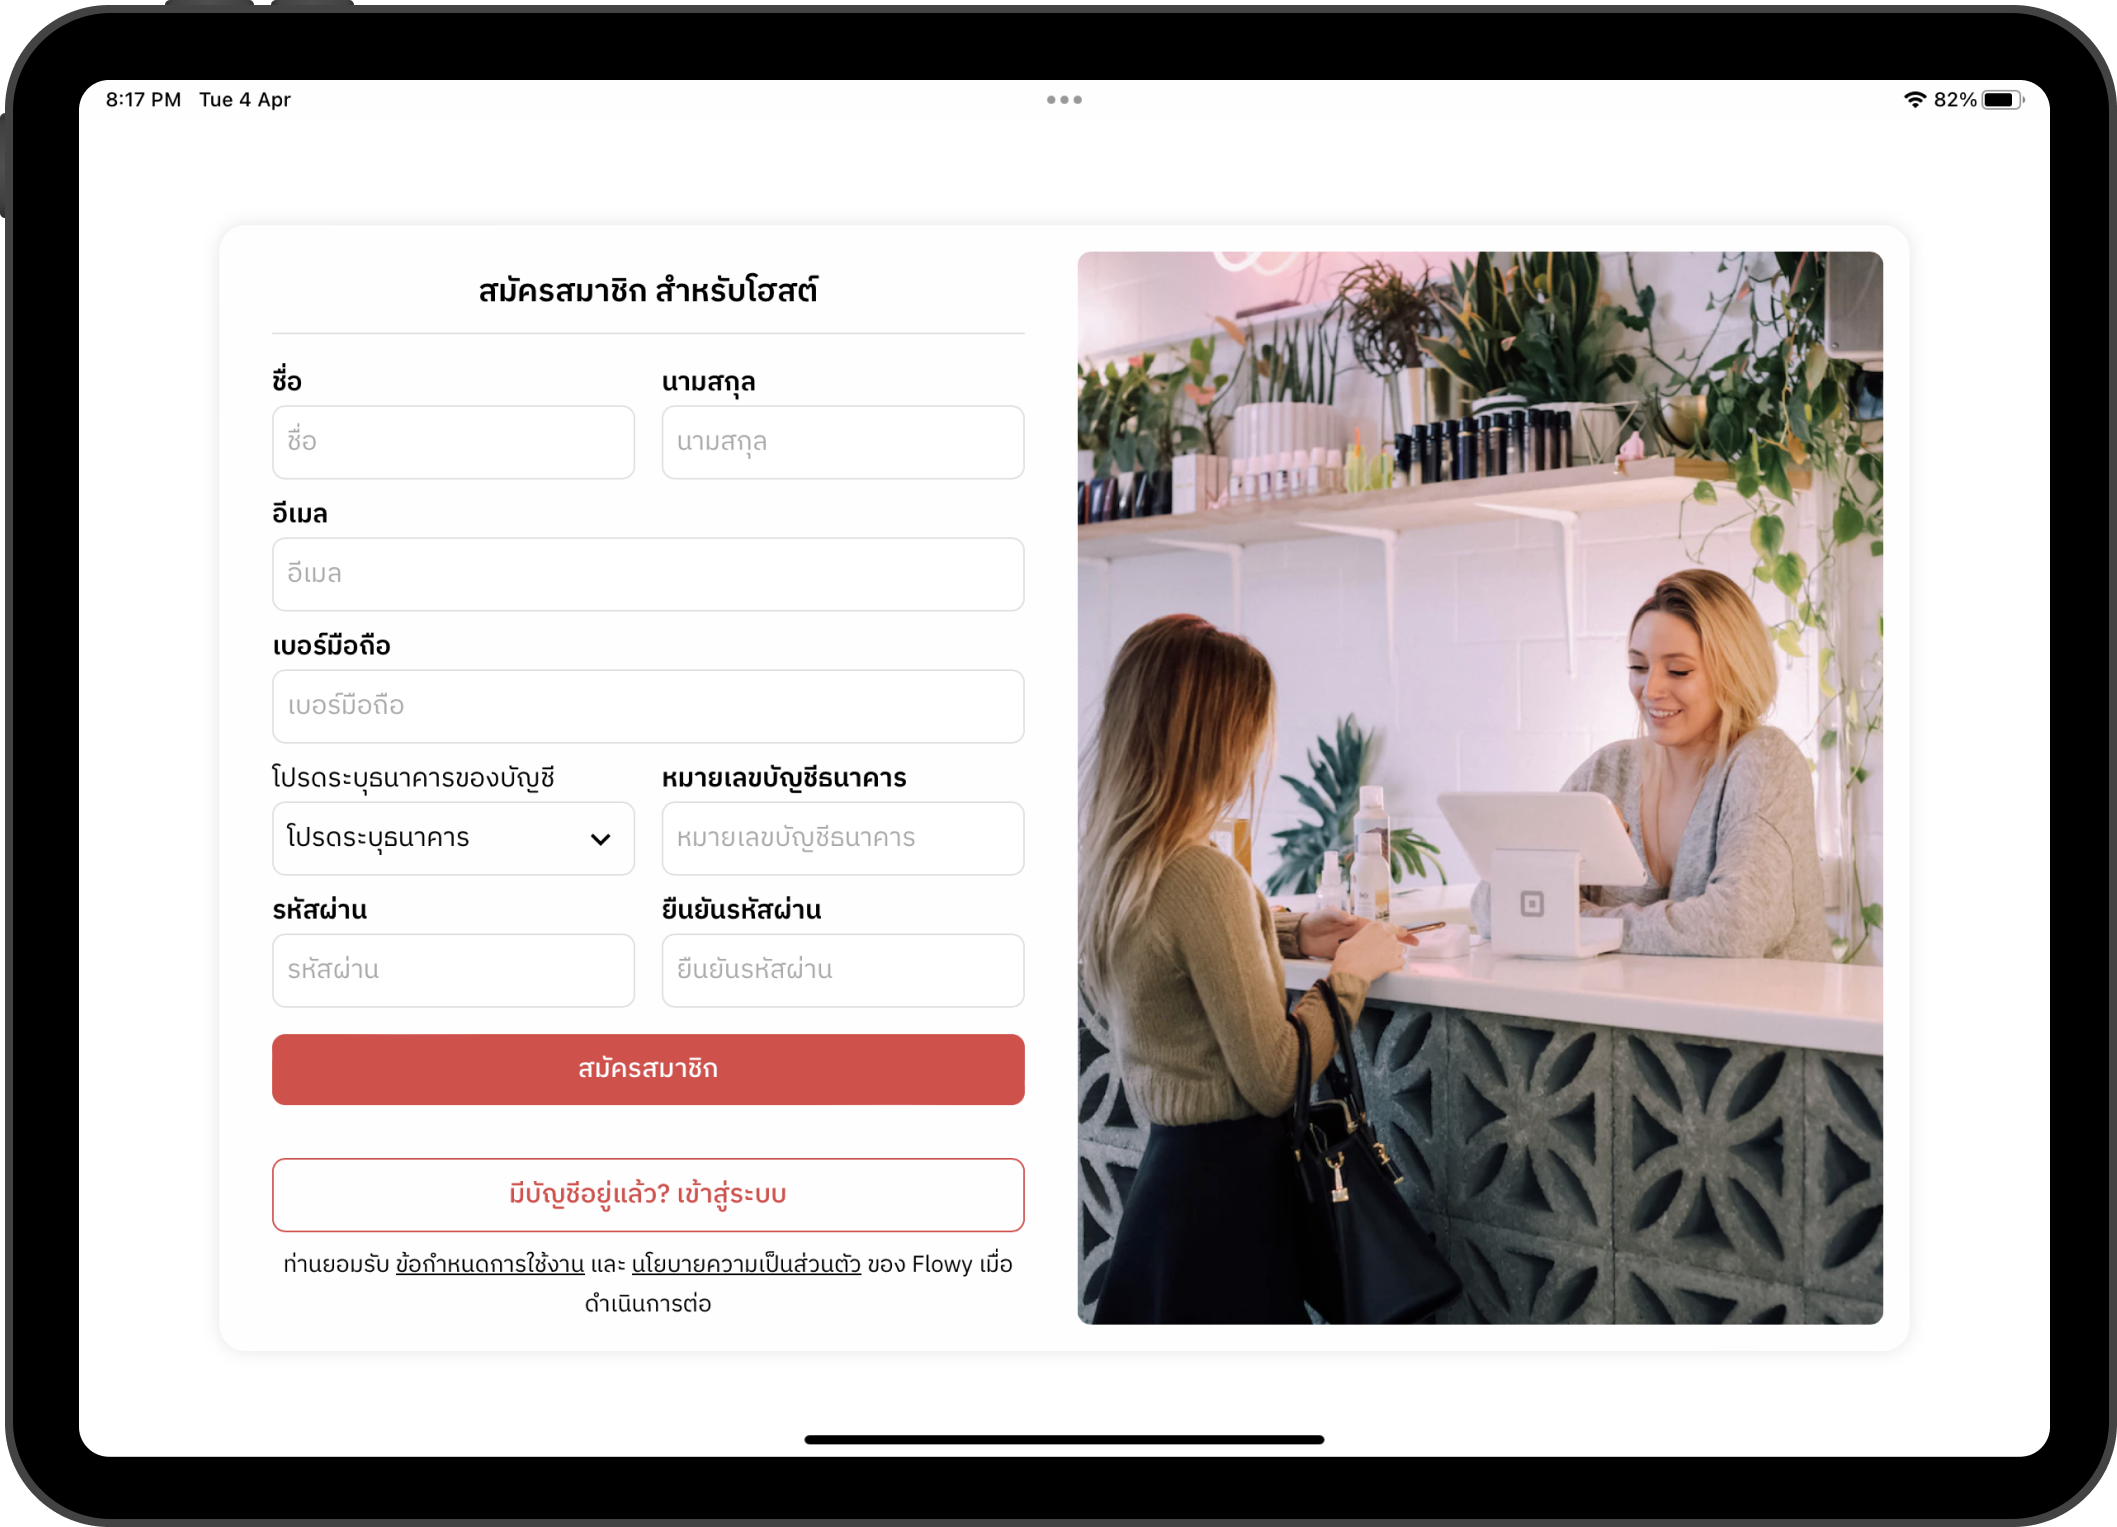 8:17 PM Tue 4 Apr
82%
สมัครสมาชิก สำหรับโฮสต์
ชื่อ นามสกุล
ชื่อ นามสกุล
อีเมล
อีเมล
เบอร์มือถือ
เบอร์มือถือ
โปรดระบุธนาคารของบัญชี หมายเลขบัญชีธนาคาร
โปรดระบุธนาคาร หมายเลขบัญชีธนาคาร
รหัสผ่าน ยืนยันรหัสผ่าน
รหัสผ่าน ยืนยันรหัสผ่าน
สมัครสมาชิก
มีบัญชีอยู่แล้ว? เข้าสู่ระบบ
ท่านยอมรับ ข้อกำหนดการใช้งาน และ นโยบายความเป็นส่วนตัว ของ Flowy เมื่อ
ดำเนินการต่อ